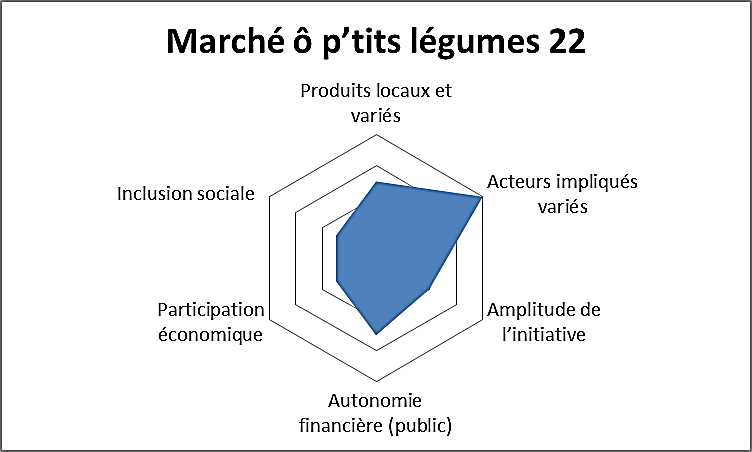 Marché ô p'tits légumes 22
Produits locaux et
variés
Acteurs impliqués
variés
Amplitude de
l'initiative
Autonomie
financière (public)
Participation
économique
Inclusion sociale